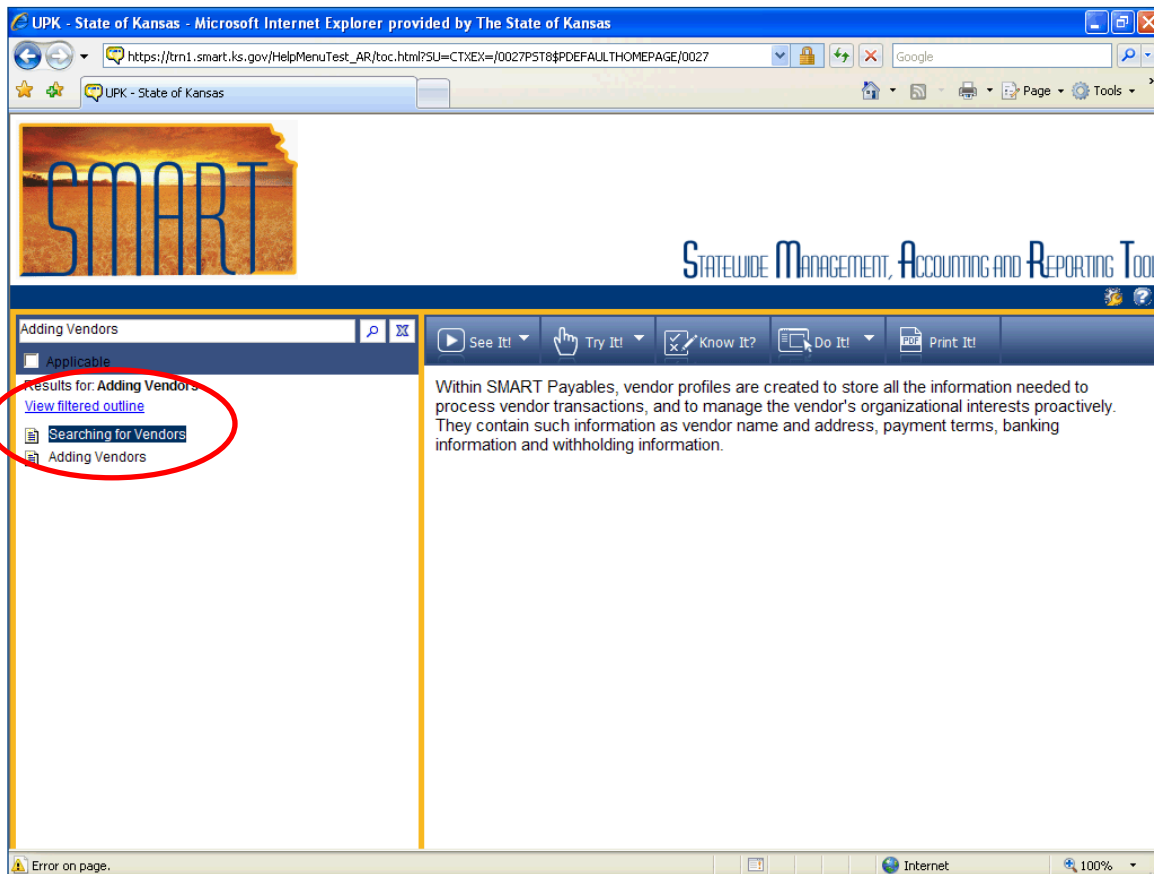 UPK - State of Kansas - Microsoft Internet Explorer provided by The State of Kansas
https://trn1.smart.ks.gov/HelpMenuTest_AR/toc.html?SU=CTXEX=/0027PST8$PDEFAULTHOMEPAGE/0027
Google
UPK - State of Kansas
Page
Tools
SMART
STATEWIDE MANAGEMENT, ACCOUNTING AND REPORTING TOOL
Adding Vendors
See It!
Try It!
Know It?
Do It!
PDF
Print It!
Applicable
Results for: Adding Vendors
View filtered outline
Searching for Vendors
Adding Vendors
Within SMART Payables, vendor profiles are created to store all the information needed to
process vendor transactions, and to manage the vendor's organizational interests proactively.
They contain such information as vendor name and address, payment terms, banking
information and withholding information.
Error on page.
Internet
100%